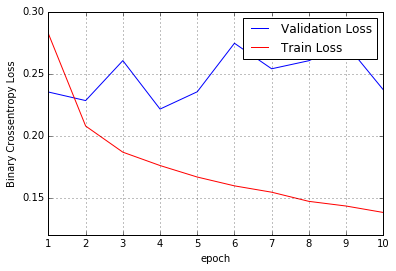 0.30
0.25
0.20
0.15
Binary Crossentropy Loss
Validation Loss
Train Loss
1 2 3 4 5 6 7 8 9 10
epoch